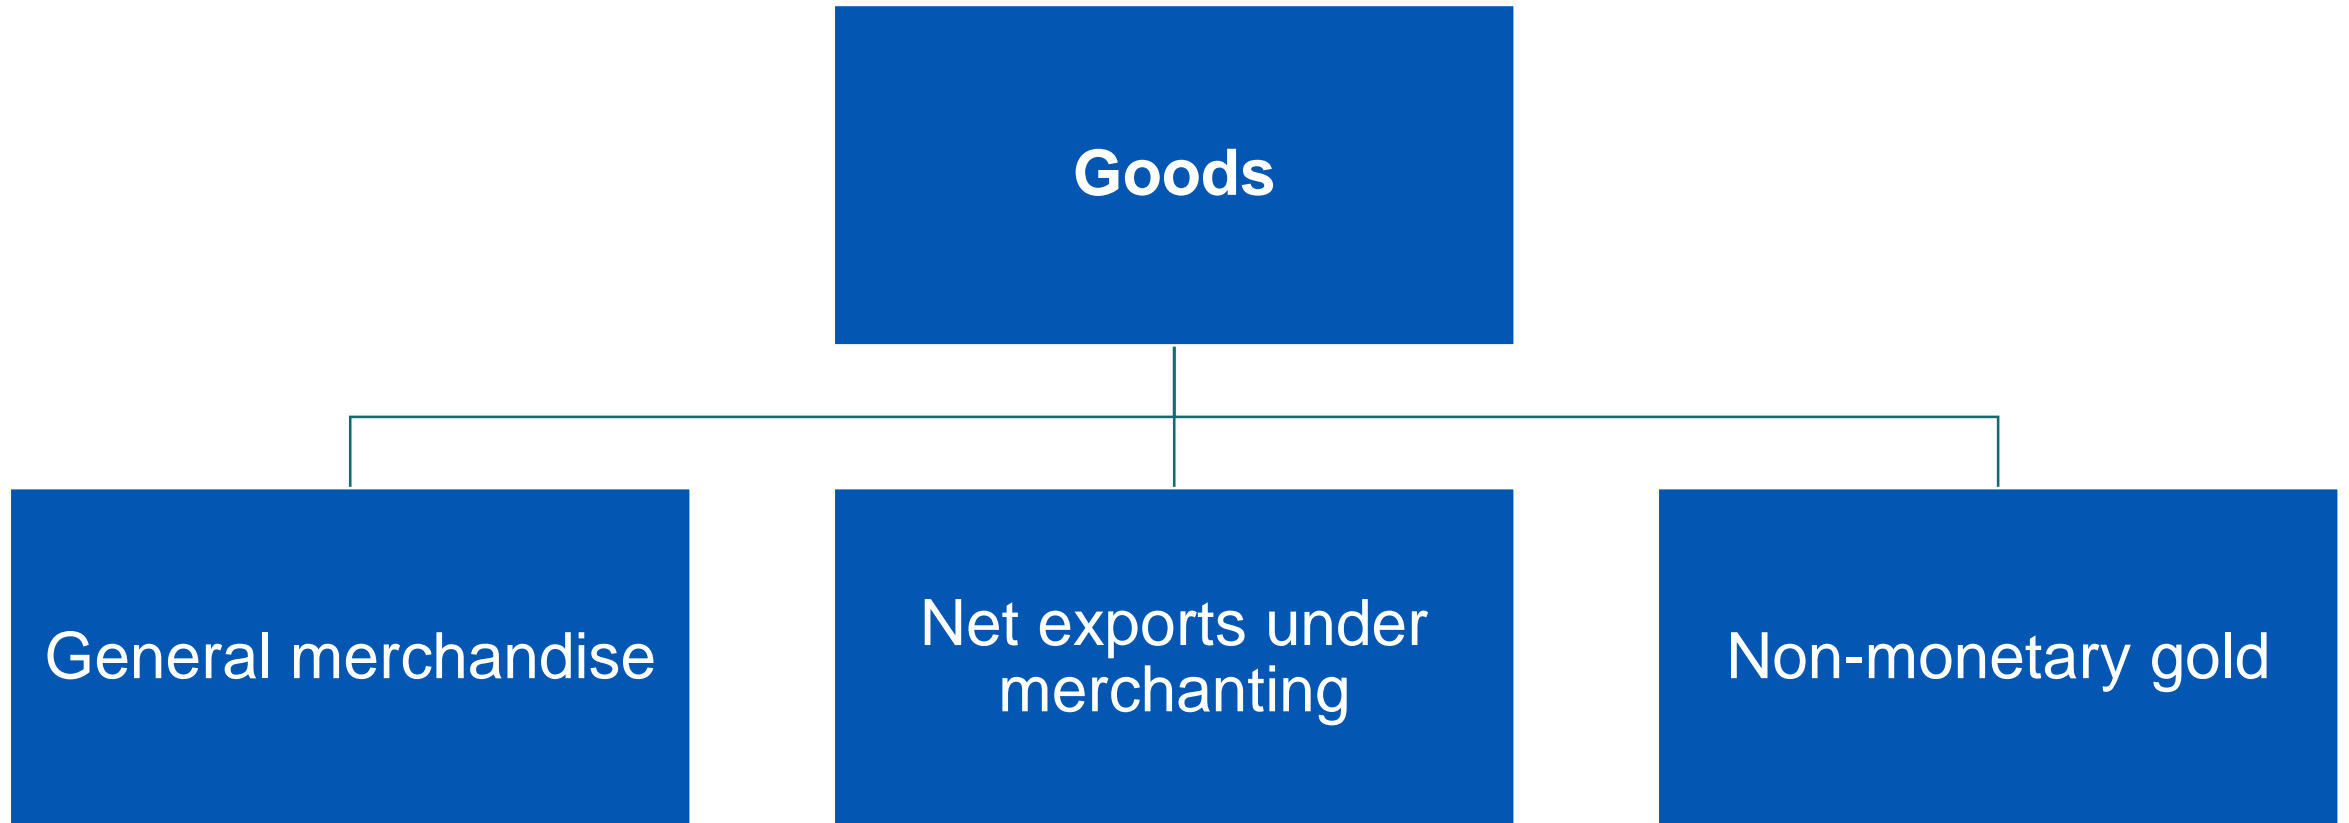 Goods
General merchandise
Net exports under
merchanting
Non-monetary gold